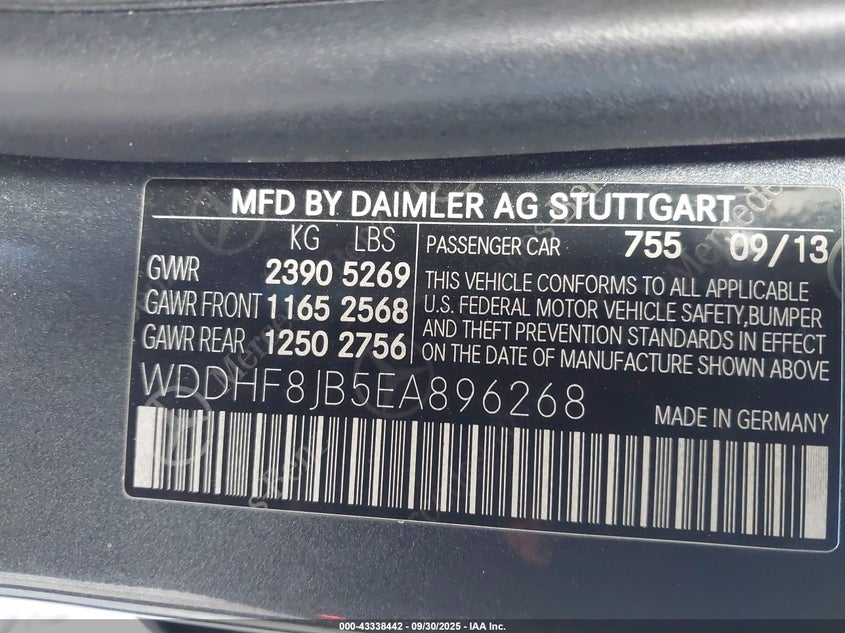 MFD BY DAIMLER AG STUTTGART
KG LBS
GVWR 2390 5269
GAWR FRONT 1165 2568
GAWR REAR 1250 2756
PASSENGER CAR 755 09/13
THIS VEHICLE CONFORMS TO ALL APPLICABLE
U.S. FEDERAL MOTOR VEHICLE SAFETY,BUMPER
AND THEFT PREVENTION STANDARDS IN EFFECT
ON THE DATE OF MANUFACTURE SHOWN ABOVE
WDDHF8JB5EA896268
MADE IN GERMANY
000-43338442 - 09/30/2025 - IAA Inc.